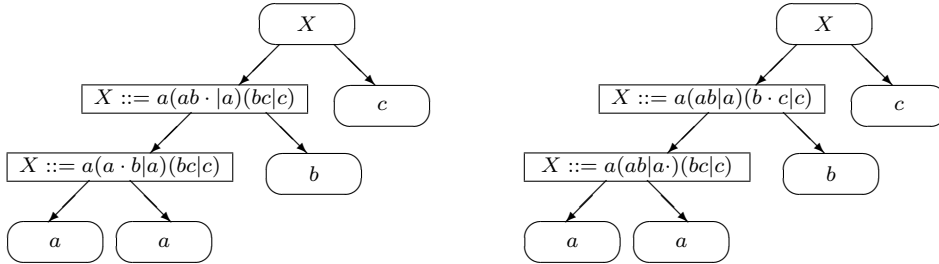 X X
X ::= a(ab · |a)(bc|c) c X ::= a(ab|a)(b · c|c) c
X ::= a(a · b|a)(bc|c) b X ::= a(ab|a·)(bc|c) b
a a a a